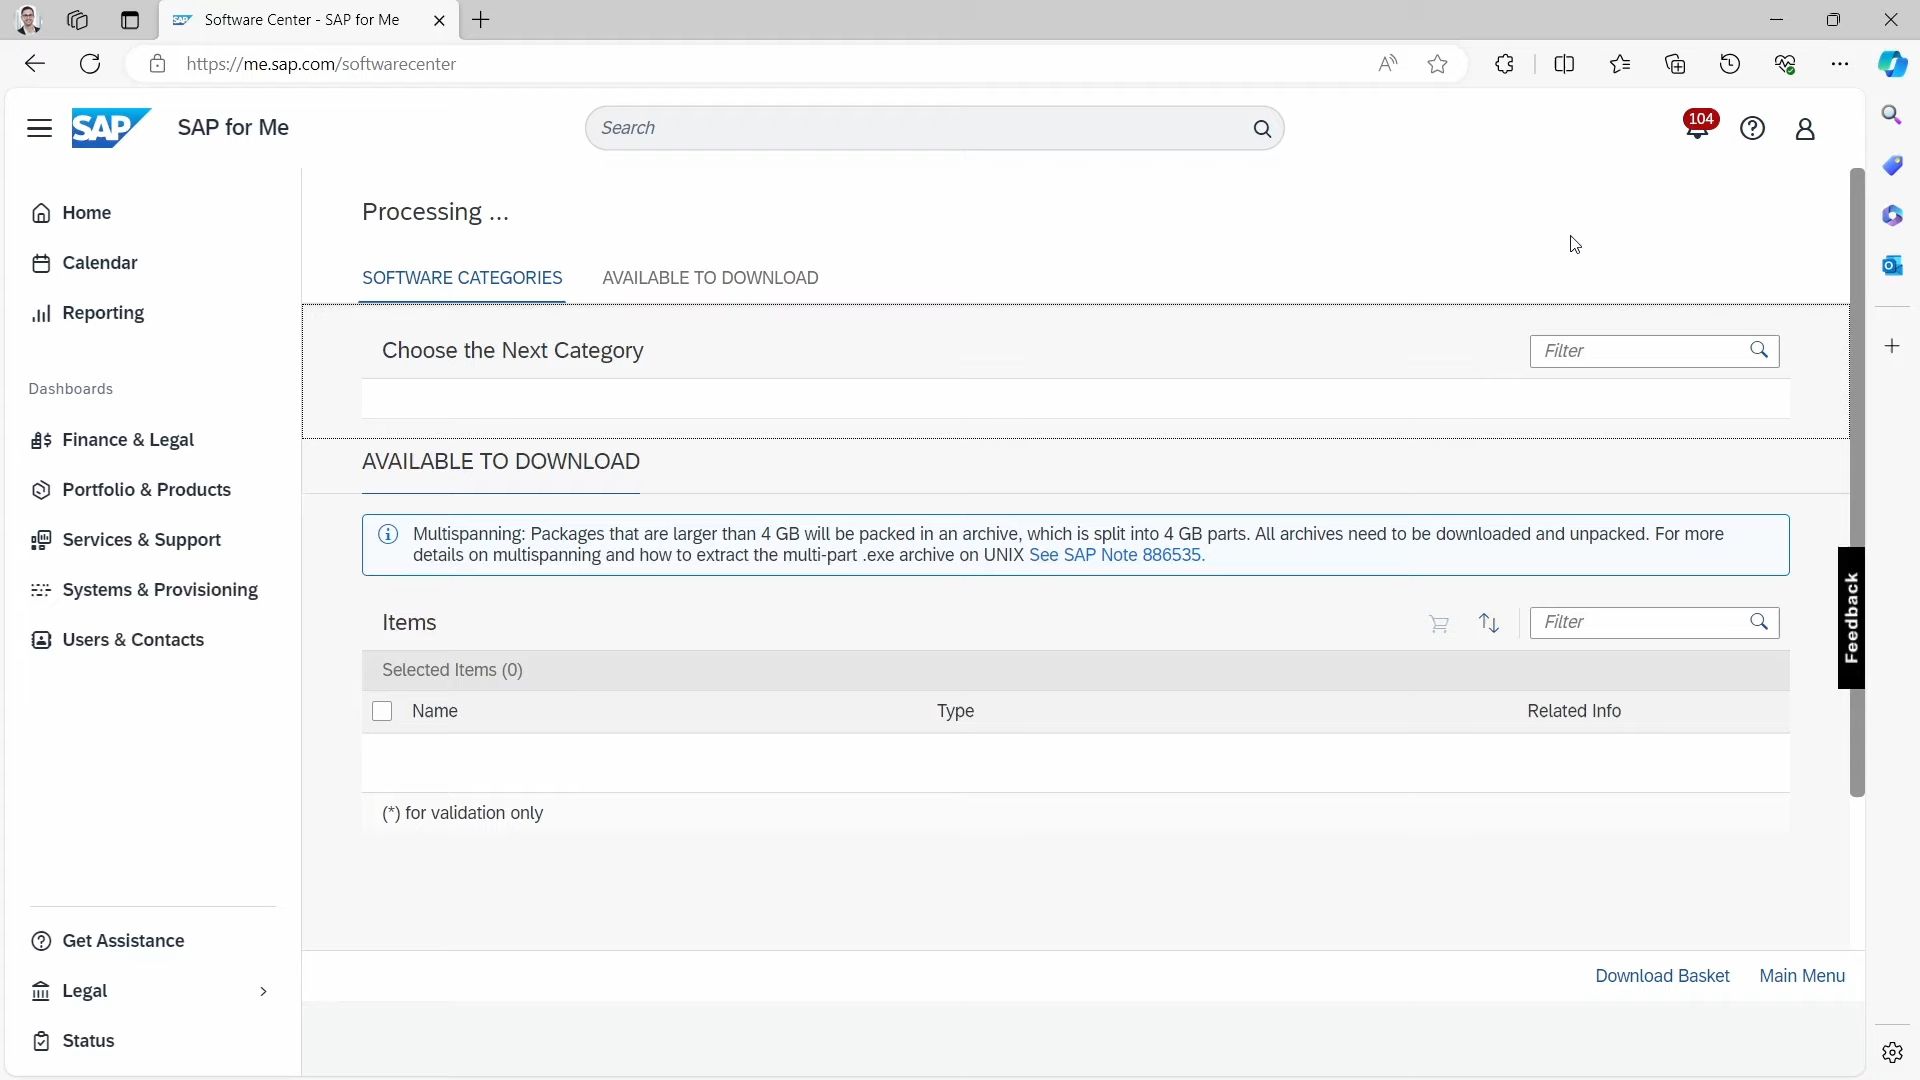 Software Center - SAP for Me
https://me.sap.com/softwarecenter
SAP
SAP for Me
Search
104
Home
Calendar
Reporting
Dashboards
Finance & Legal
Portfolio & Products
Services & Support
Systems & Provisioning
Users & Contacts
Get Assistance
Legal
Status
Processing ...
SOFTWARE CATEGORIES
AVAILABLE TO DOWNLOAD
Choose the Next Category
Filter
AVAILABLE TO DOWNLOAD
Multispanning: Packages that are larger than 4 GB will be packed in an archive, which is split into 4 GB parts. All archives need to be downloaded and unpacked. For more
details on multispanning and how to extract the multi-part .exe archive on UNIX See SAP Note 886535.
Items
Filter
Selected Items (0)
Name
Type
Related Info
(*) for validation only
Download Basket
Main Menu
Feedback